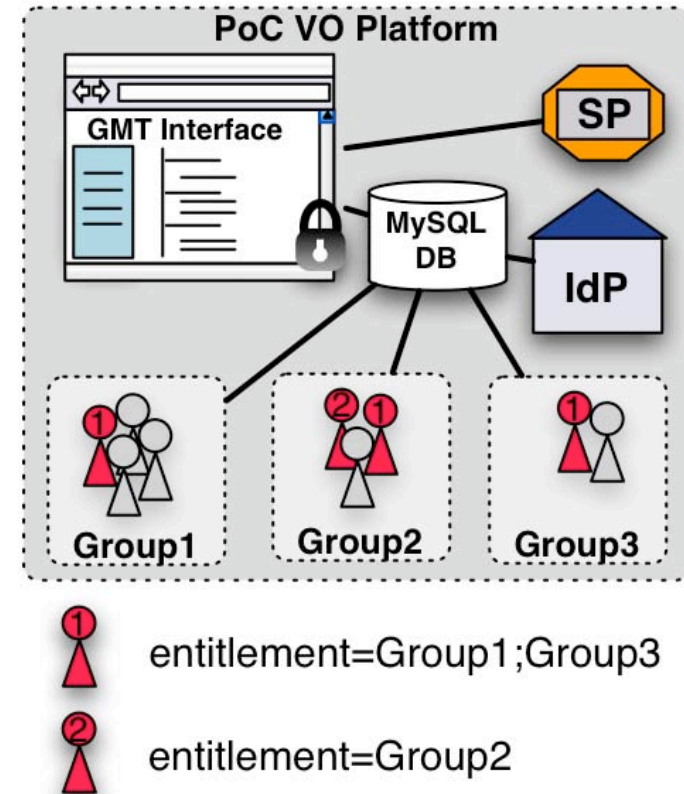 PoC VO Platform
GMT Interface
SP
MySQL
DB
IdP
1
2
1
1
Group1
Group2
Group3
1
entitlement=Group1;Group3
2
entitlement=Group2